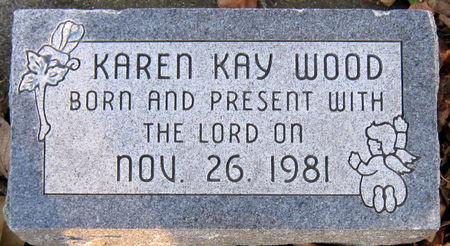 KAREN KAY WOOD
BORN AND PRESENT WITH
THE LORD ON
NOV. 26. 1981